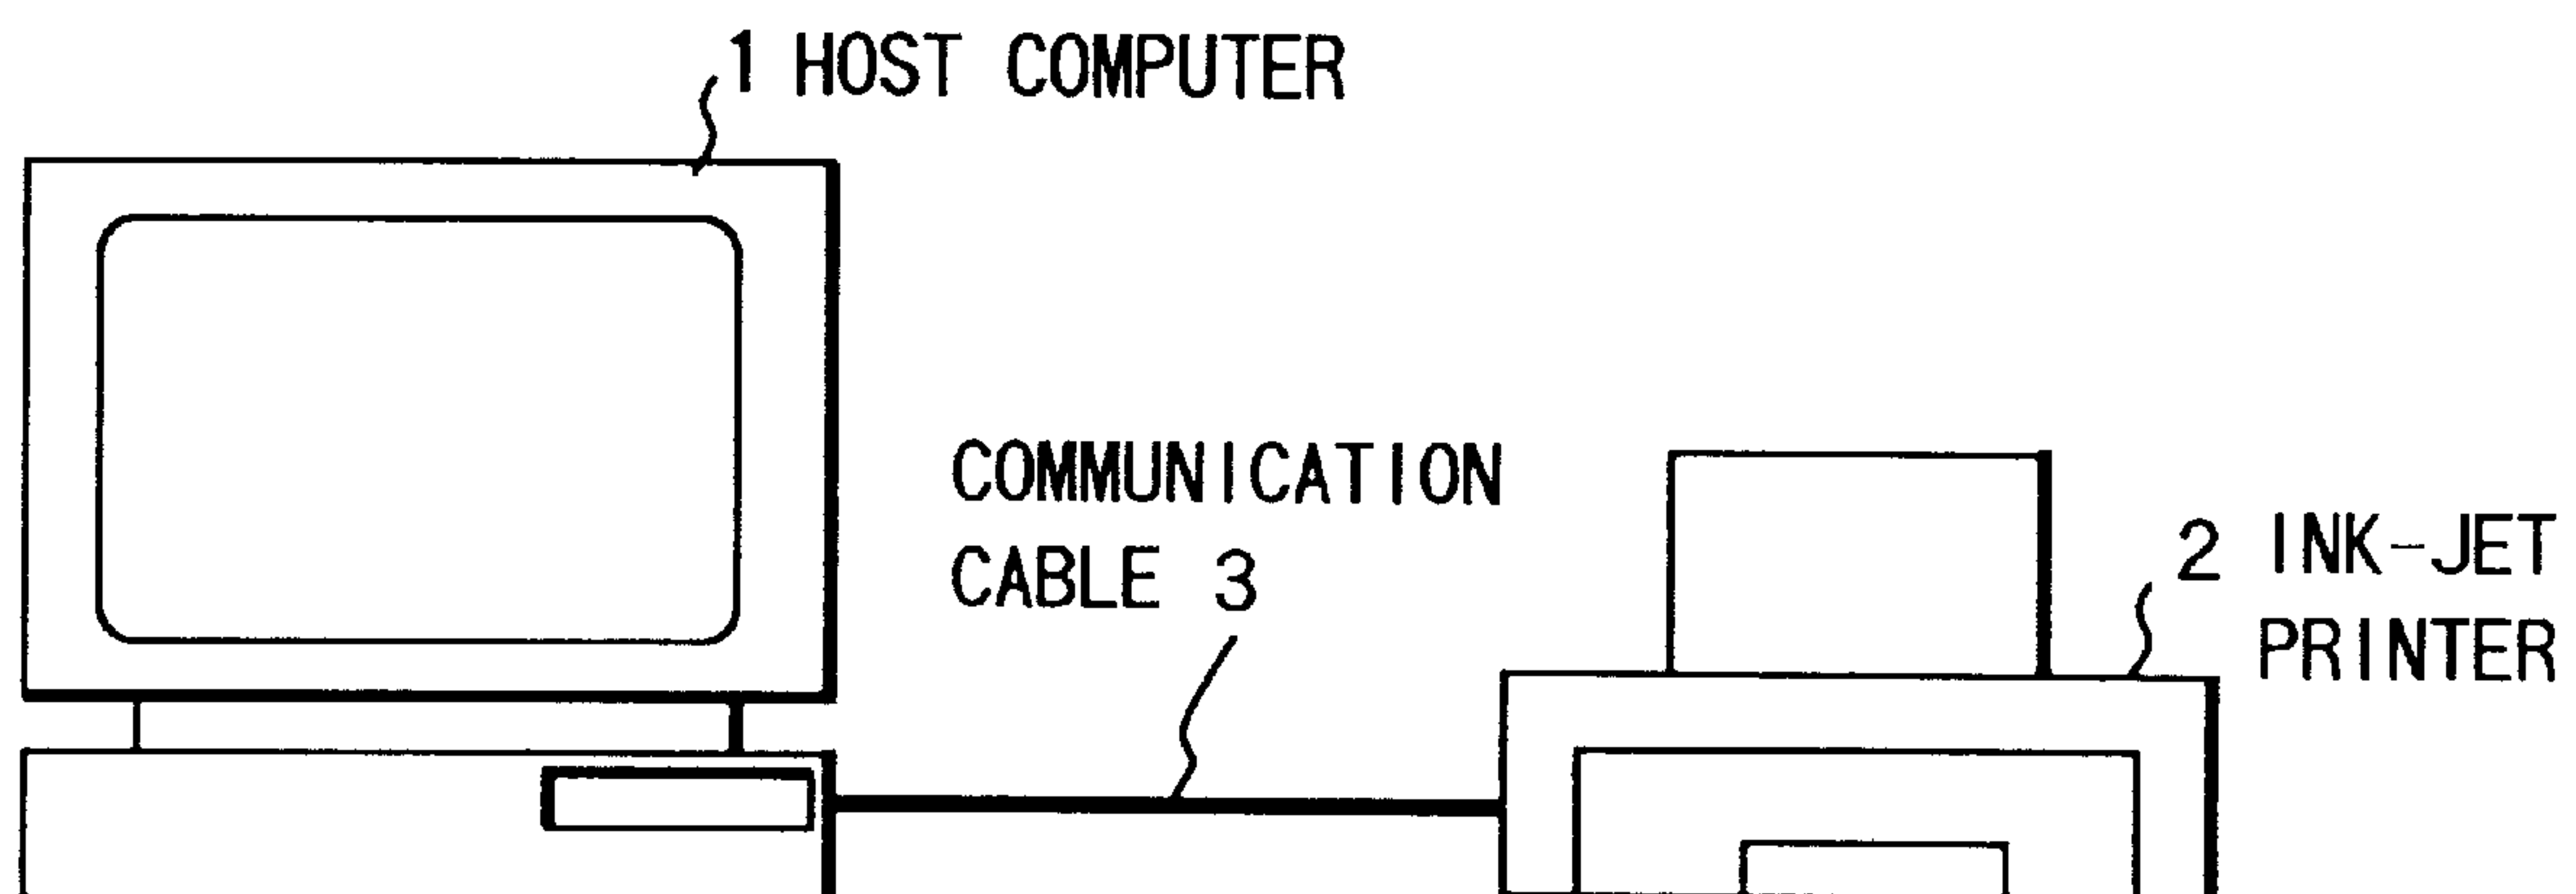 1 HOST COMPUTER
COMMUNICATION
CABLE 3
2 INK-JET
PRINTER